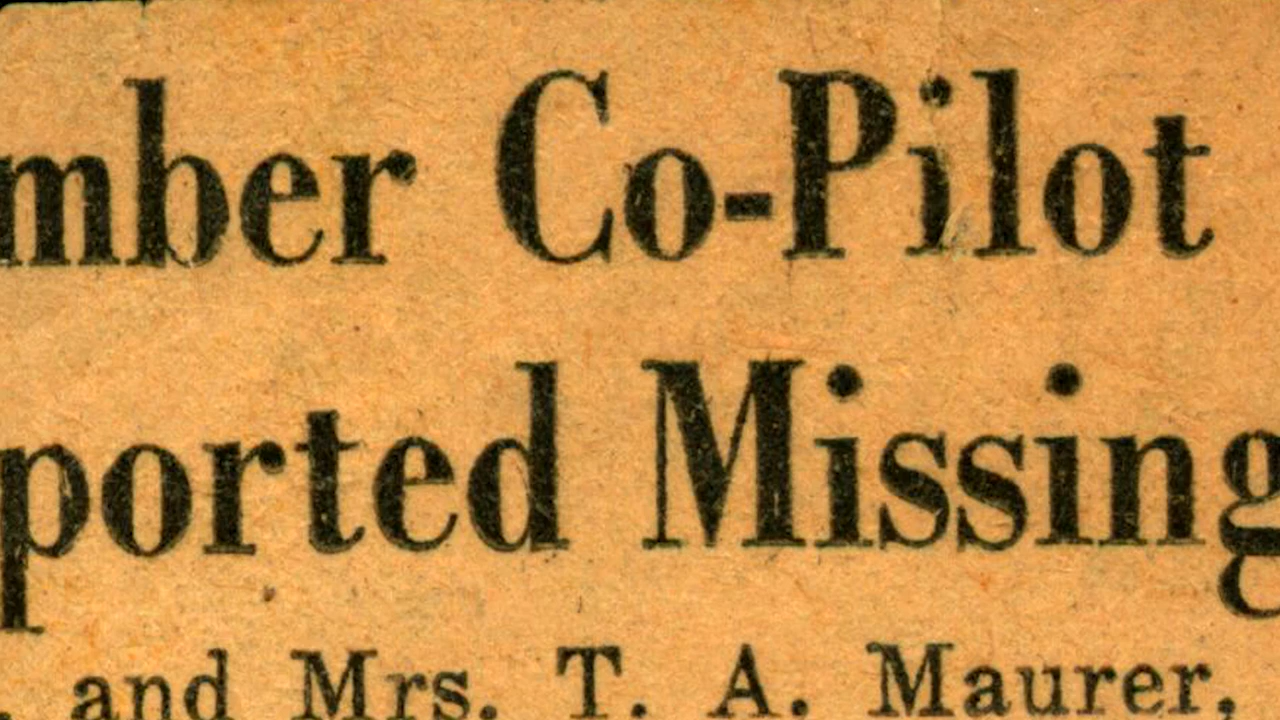 mber Co-Pilot
ported Missing
. and Mrs. T. A. Maurer,